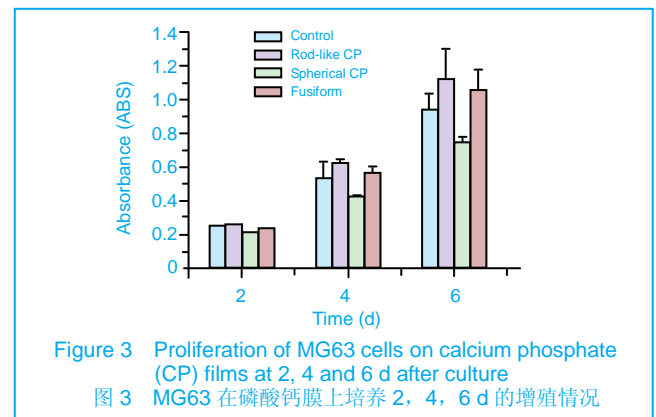 1.4
1.2
1.0
0.8
0.6
0.4
0.2
0
Absorbance (ABS)
Control
Rod-like CP
Spherical CP
Fusiform
2 4 6
Time (d)
Figure 3 Proliferation of MG63 cells on calcium phosphate
(CP) films at 2, 4 and 6 d after culture
图 3 MG63 在磷酸钙膜上培养 2，4，6 d 的增殖情况